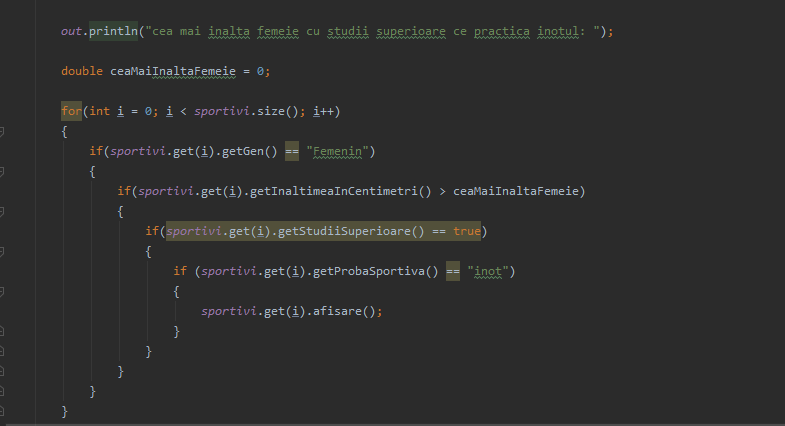 out.println("cea mai inalta femeie cu studii superioare ce practica inotul: ");
double ceaMaiInaltaFemeie = 0;
for(int i = 0; i < sportivi.size(); i++)
{
if(sportivi.get(i).getGen() == "Femenin")
{
if(sportivi.get(i).getInaltimeaInCentimetri() > ceaMaiInaltaFemeie)
{
if(sportivi.get(i).getStudiiSuperioare() == true)
{
if (sportivi.get(i).getProbaSportiva() == "inot")
{
sportivi.get(i).afisare();
}
}
}
}
}